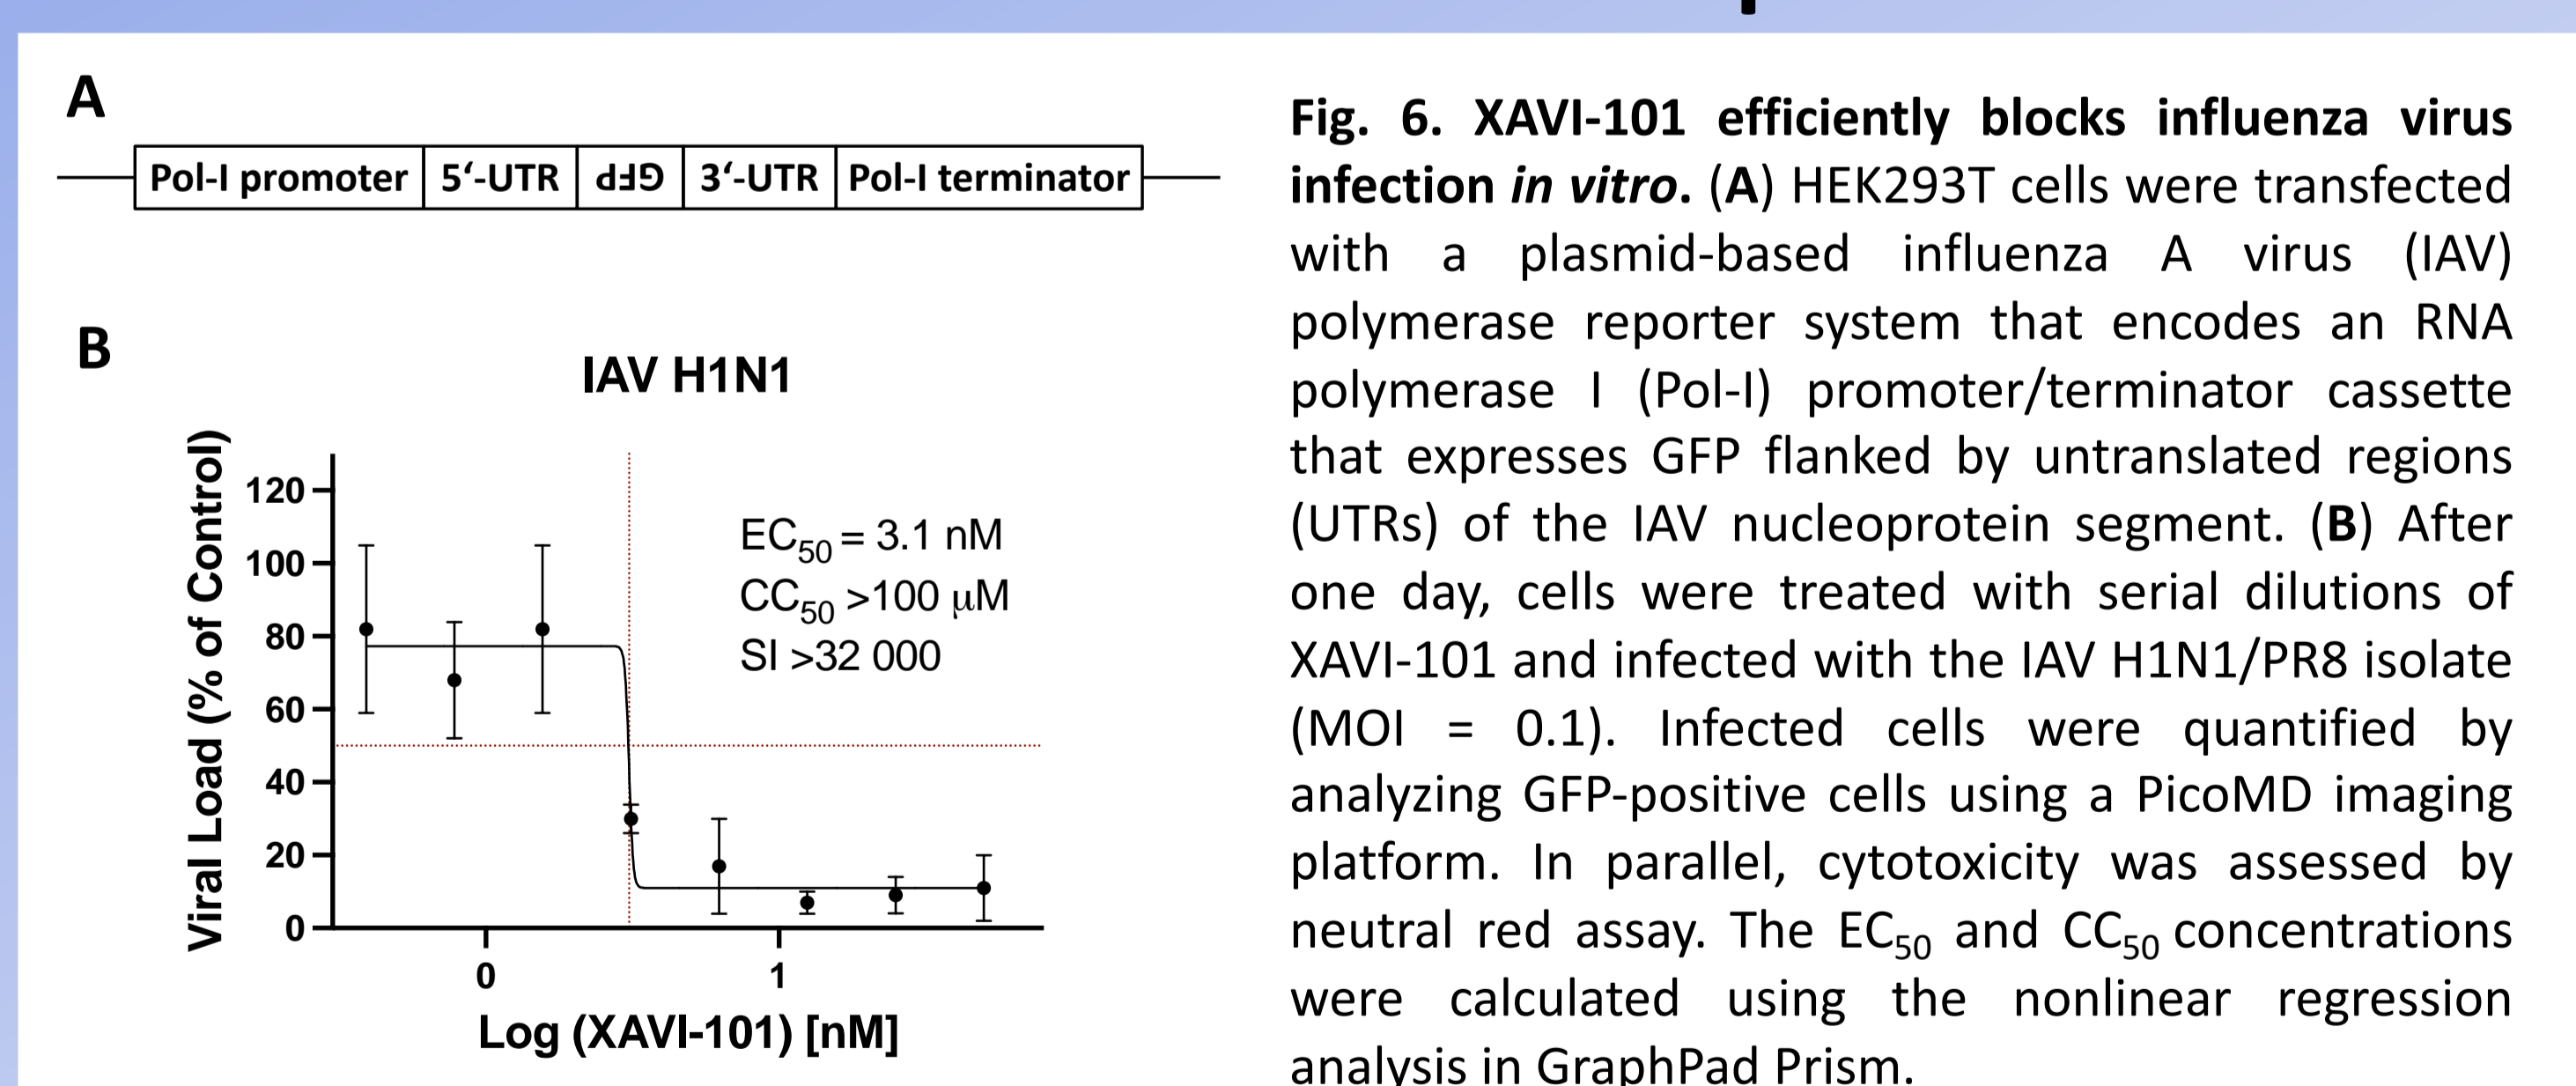 A
Pol-I promoter
5‘-UTR
GFP
3‘-UTR
Pol-I terminator
B
IAV H1N1
Viral Load (% of Control)
120
100
80
60
40
20
0
EC50 = 3.1 nM
CC50 >100 µM
SI >32 000
0
1
Log (XAVI-101) [nM]
Fig. 6. XAVI-101 efficiently blocks influenza virus
infection in vitro. (A) HEK293T cells were transfected
with a plasmid-based influenza A virus (IAV)
polymerase reporter system that encodes an RNA
polymerase I (Pol-I) promoter/terminator cassette
that expresses GFP flanked by untranslated regions
(UTRs) of the IAV nucleoprotein segment. (B) After
one day, cells were treated with serial dilutions of
XAVI-101 and infected with the IAV H1N1/PR8 isolate
(MOI = 0.1). Infected cells were quantified by
analyzing GFP-positive cells using a PicoMD imaging
platform. In parallel, cytotoxicity was assessed by
neutral red assay. The EC50 and CC50 concentrations
were calculated using the nonlinear regression
analysis in GraphPad Prism.